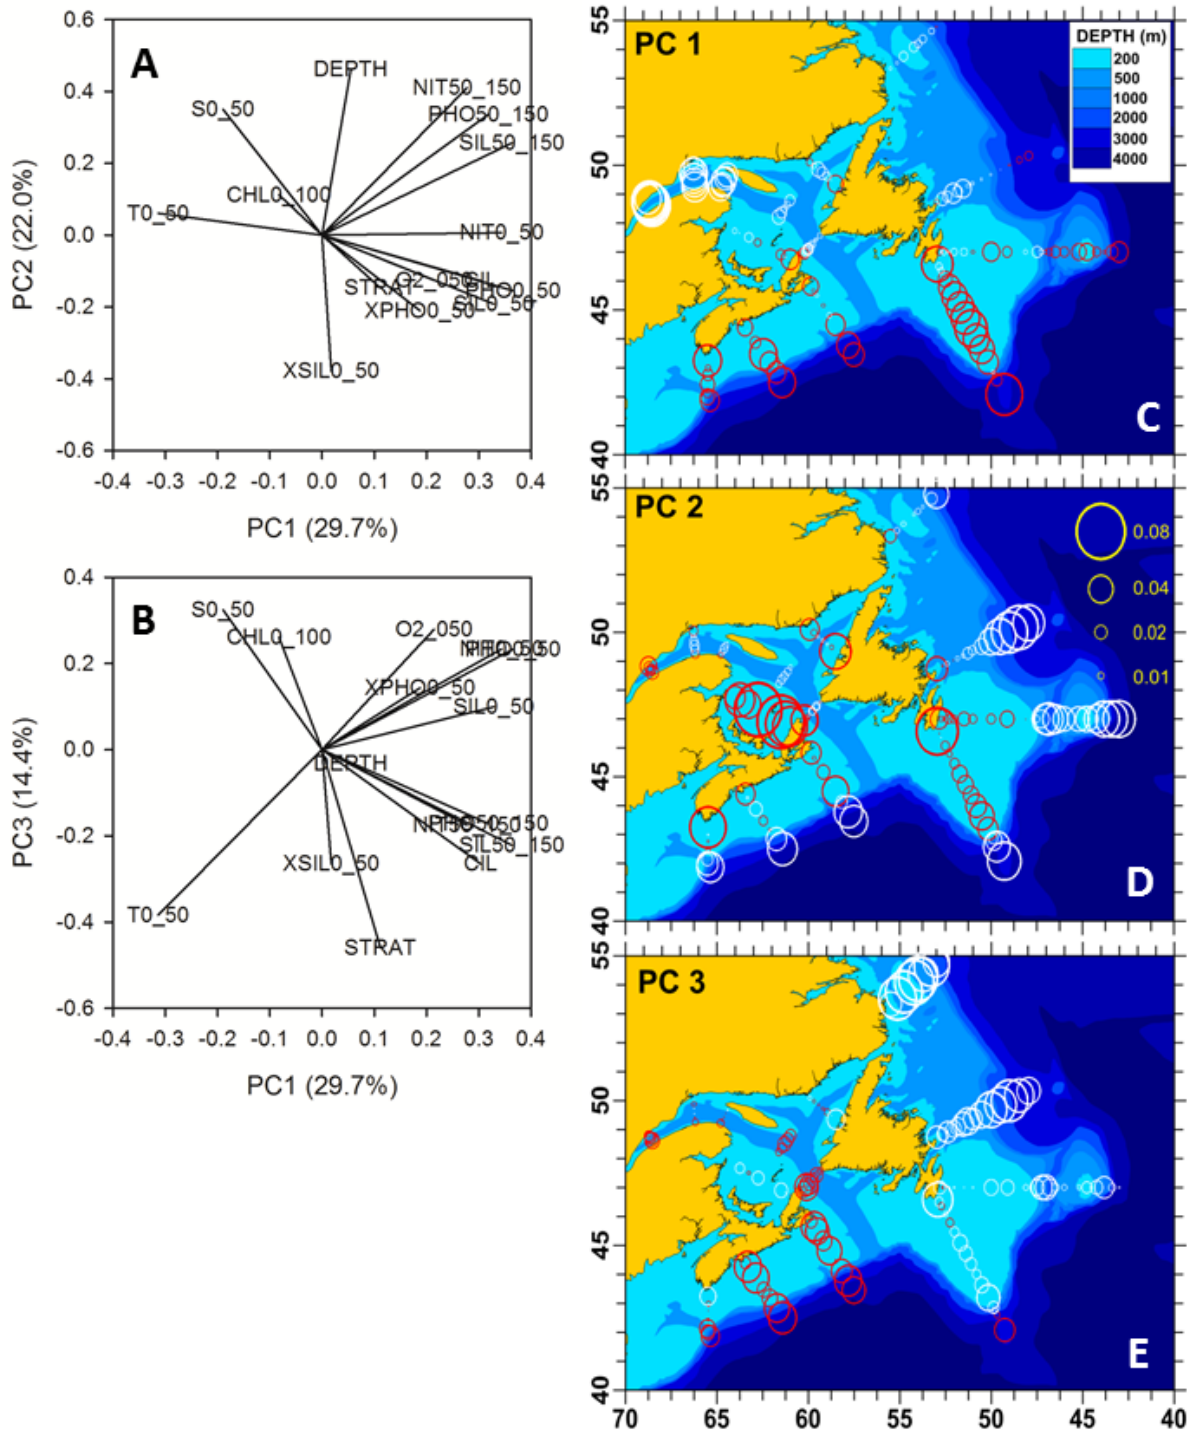 A
0.6
0.4
0.2
0.0
-0.2
-0.4
-0.6
PC2 (22.0%)
DEPTH
NIT50_150
S0_50
PHO50_150
SIL50_150
CHL0_100
T0_50
NIT0_50
O2_050
CIL
STRAT
PHO0_50
SIL0_50
XPHO0_50
XSIL0_50
-0.4 -0.3 -0.2 -0.1 0.0 0.1 0.2 0.3 0.4
PC1 (29.7%)
B
0.4
0.2
0.0
-0.2
-0.4
-0.6
PC3 (14.4%)
S0_50
CHL0_100
O2_050
NIT0_50
PHO0_50
XPHO0_50
SIL0_50
DEPTH
NIT50_150
PHO50_150
SIL50_150
XSIL0_50
CIL
T0_50
STRAT
-0.4 -0.3 -0.2 -0.1 0.0 0.1 0.2 0.3 0.4
PC1 (29.7%)
PC 1
DEPTH (m)
200
500
1000
2000
3000
4000
55
50
45
40
C
PC 2
0.08
0.04
0.02
0.01
55
50
45
40
D
PC 3
55
50
45
40
E
70 65 60 55 50 45 40